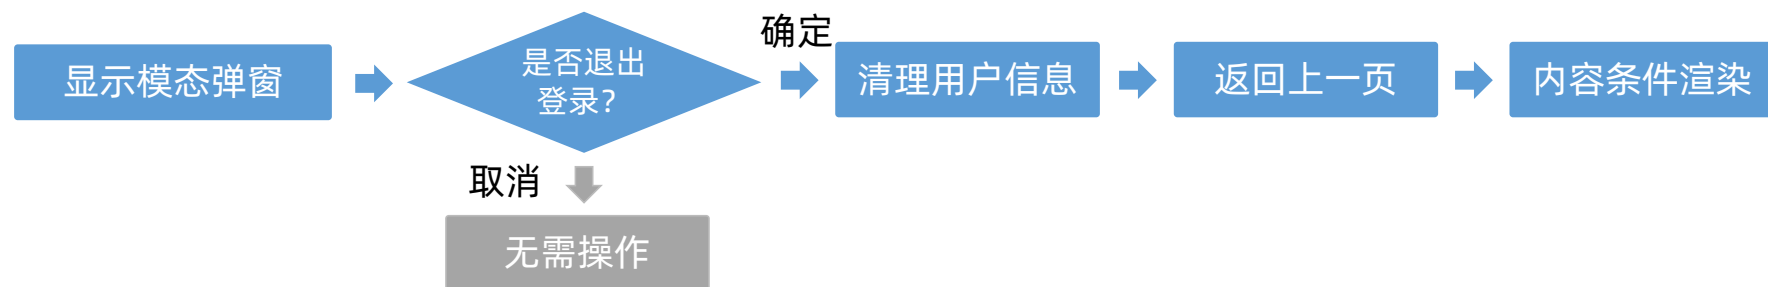 显示模态弹窗
是否退出
登录?
确定
清理用户信息
返回上一页
内容条件渲染
取消
无需操作